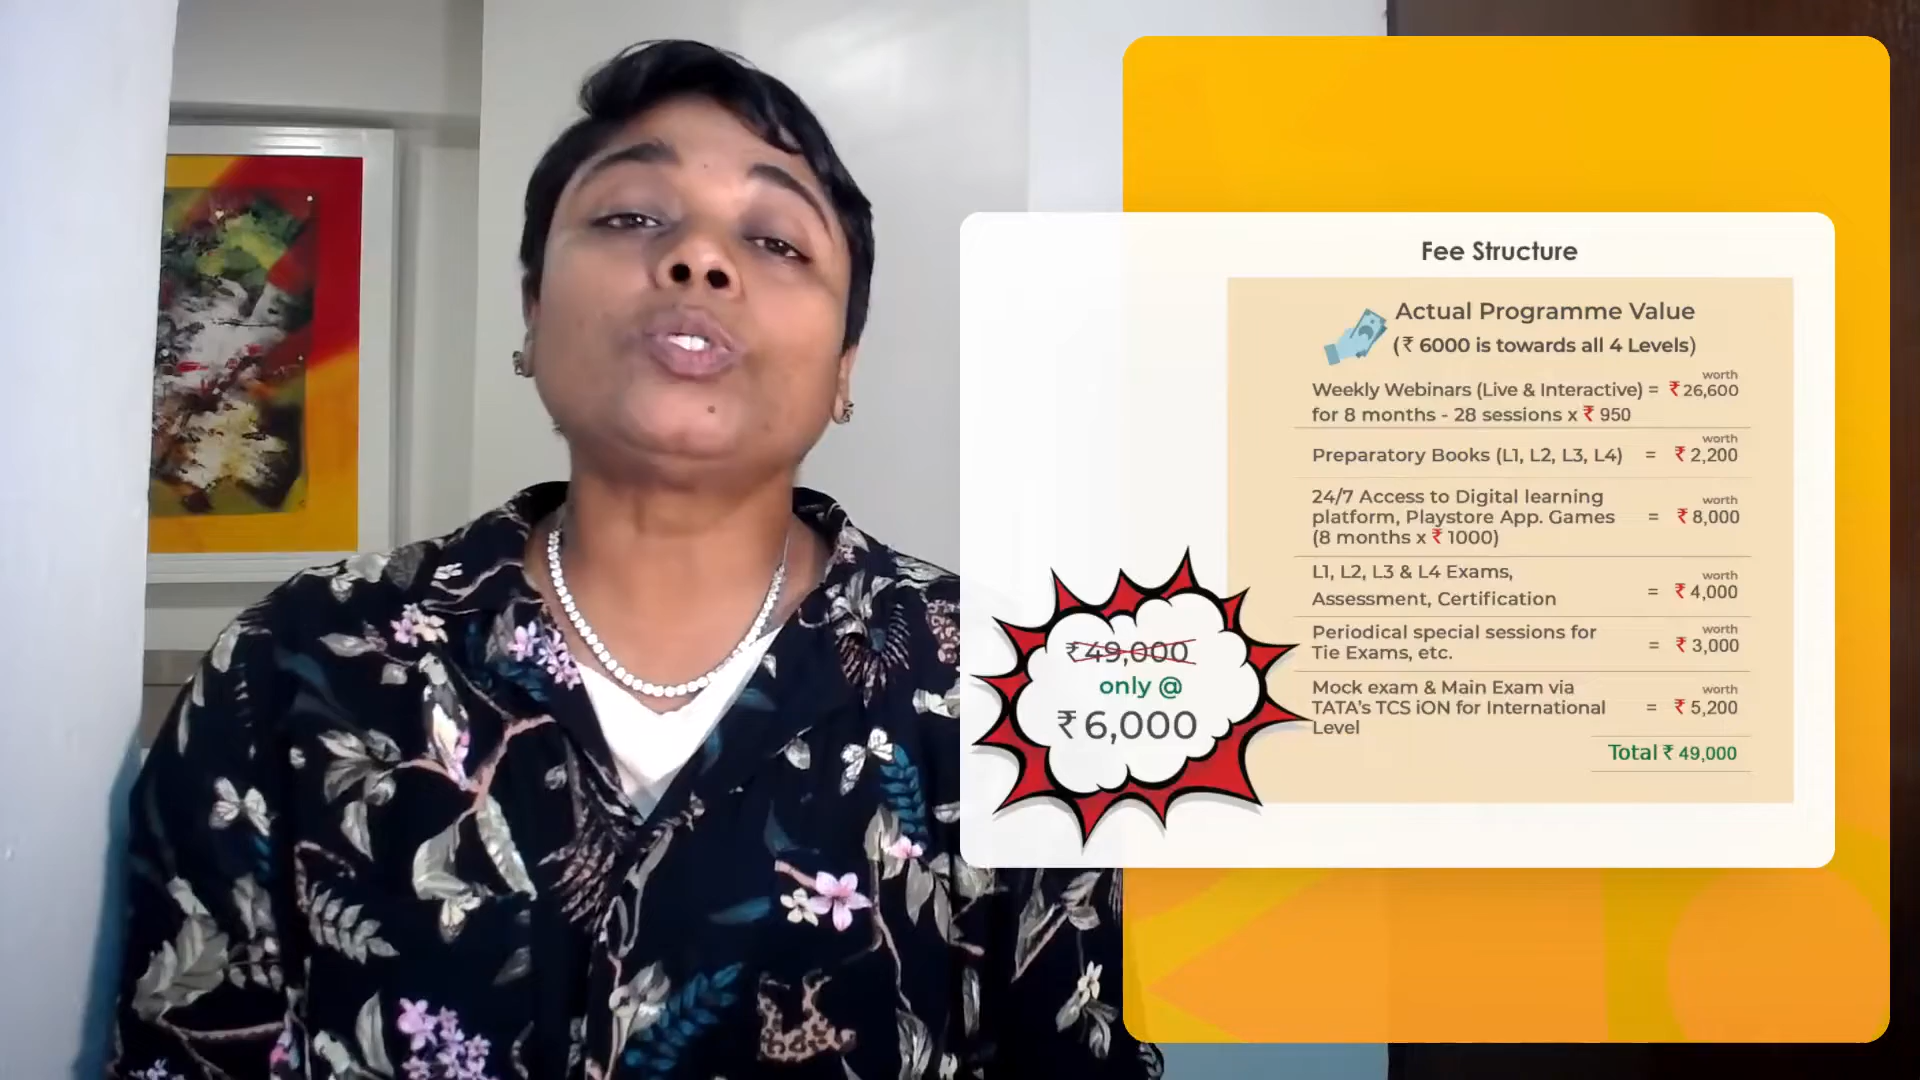 Fee Structure
Actual Programme Value
(₹ 6000 is towards all 4 Levels)
worth
Weekly Webinars (Live & Interactive) = ₹ 26,600
for 8 months - 28 sessions x ₹ 950
worth
Preparatory Books (L1, L2, L3, L4) = ₹ 2,200
24/7 Access to Digital learning
worth
platform, Playstore App. Games = ₹ 8,000
(8 months x ₹ 1000)
L1, L2, L3 & L4 Exams,
worth
= ₹ 4,000
Assessment, Certification
Periodical special sessions for
worth
Tie Exams, etc. = ₹ 3,000
Mock exam & Main Exam via
worth
TATA's TCS iON for International = ₹ 5,200
Level
Total ₹ 49,000
₹49,000
only @
₹6,000